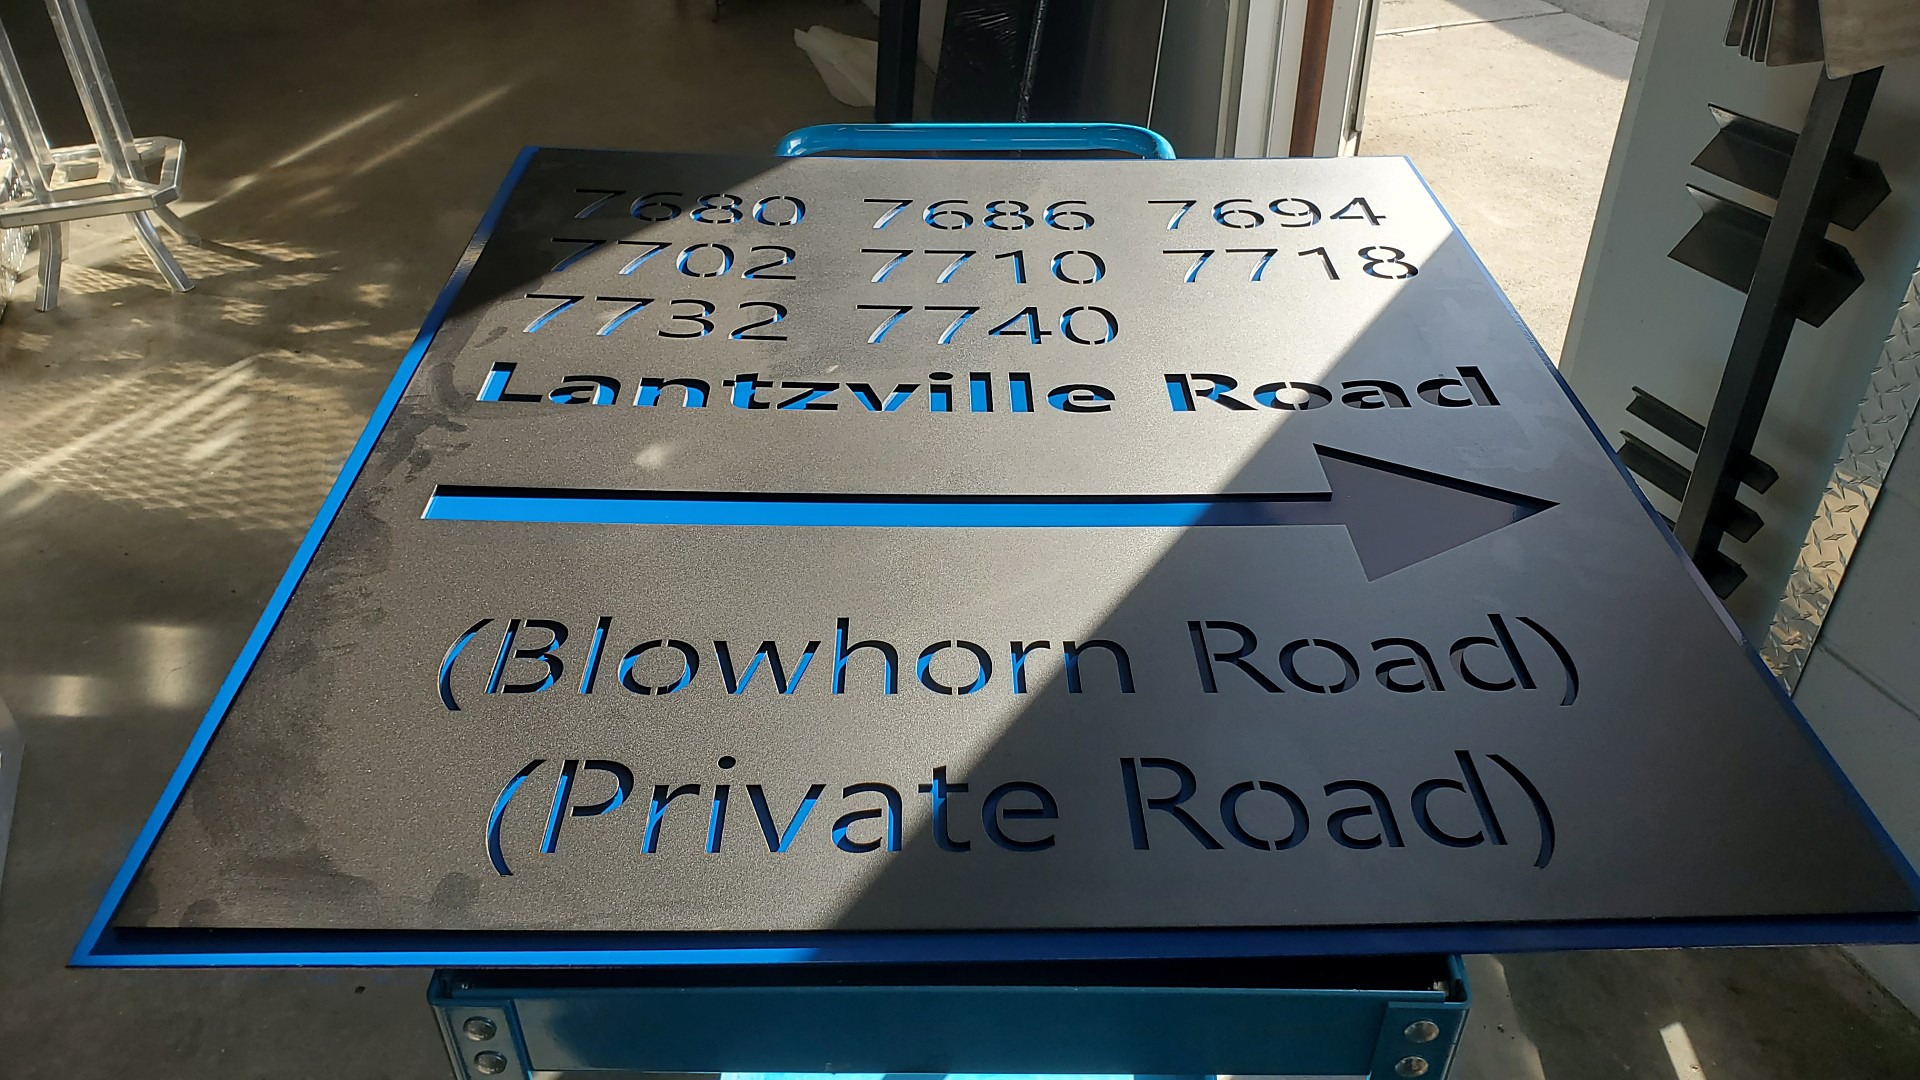 7680 7686 7694
7702 7710 7718
7732 7740
Lantzville Road
(Blowhorn Road)
(Private Road)